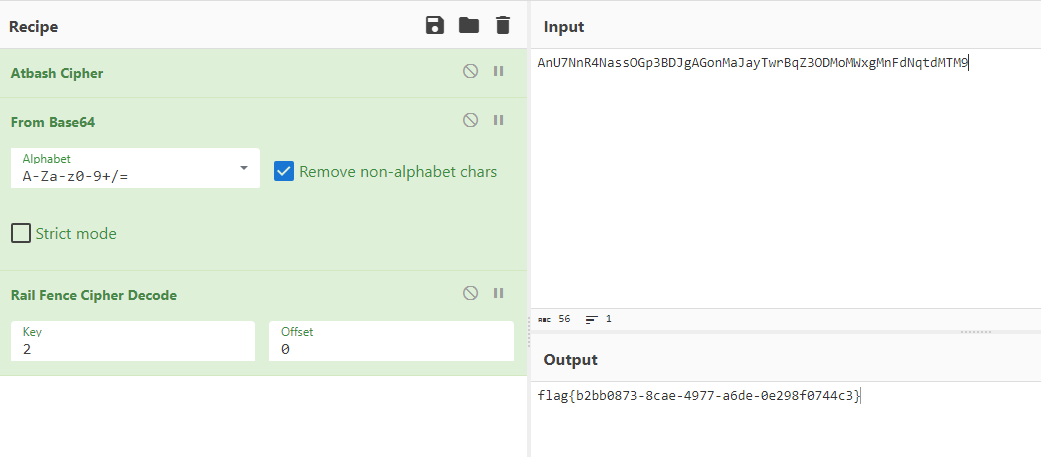 Recipe
Atbash Cipher
From Base64
Alphabet
A-Za-z0-9+/=
Remove non-alphabet chars
Strict mode
Rail Fence Cipher Decode
Key
2
Offset
0
Input
AnU7NnR4NassOGp3BDJgAGonMaJayTwrBqZ3ODMoMWxgMnFdNqtdMTM9
ABC 56 1
Output
flag{b2bb0873-8cae-4977-a6de-0e298f0744c3}